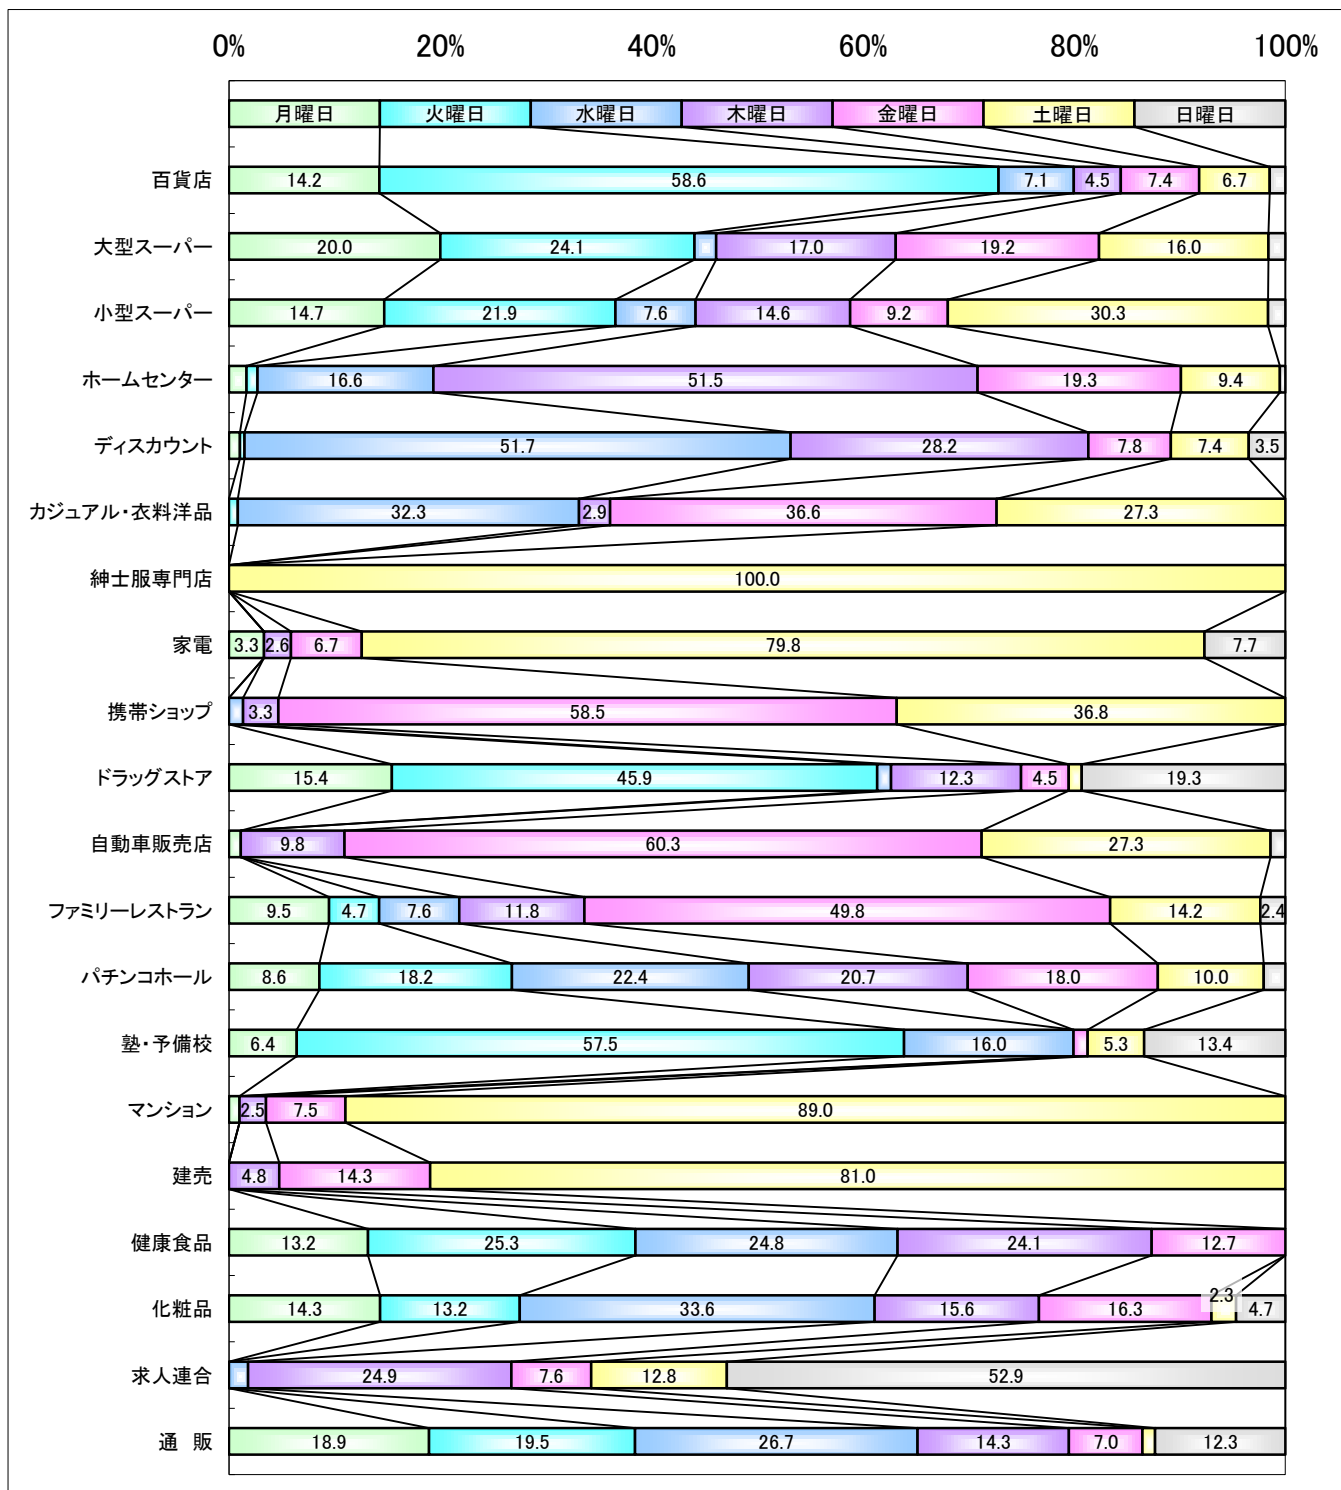 0% 20% 40% 60% 80% 100%
月曜日 火曜日 水曜日 木曜日 金曜日 土曜日 日曜日
百貨店 14.2 58.6 7.1 4.5 7.4 6.7
大型スーパー 20.0 24.1 17.0 19.2 16.0
小型スーパー 14.7 21.9 7.6 14.6 9.2 30.3
ホームセンター 16.6 51.5 19.3 9.4
ディスカウント 51.7 28.2 7.8 7.4 3.5
カジュアル・衣料洋品 32.3 2.9 36.6 27.3
紳士服専門店 100.0
家電 3.3 2.6 6.7 79.8 7.7
携帯ショップ 3.3 58.5 36.8
ドラッグストア 15.4 45.9 12.3 4.5 19.3
自動車販売店 9.8 60.3 27.3
ファミリーレストラン 9.5 4.7 7.6 11.8 49.8 14.2 2.4
パチンコホール 8.6 18.2 22.4 20.7 18.0 10.0
塾・予備校 6.4 57.5 16.0 5.3 13.4
マンション 2.5 7.5 89.0
建売 4.8 14.3 81.0
健康食品 13.2 25.3 24.8 24.1 12.7
化粧品 14.3 13.2 33.6 15.6 16.3 2.3 4.7
求人連合 24.9 7.6 12.8 52.9
通 販 18.9 19.5 26.7 14.3 7.0 12.3